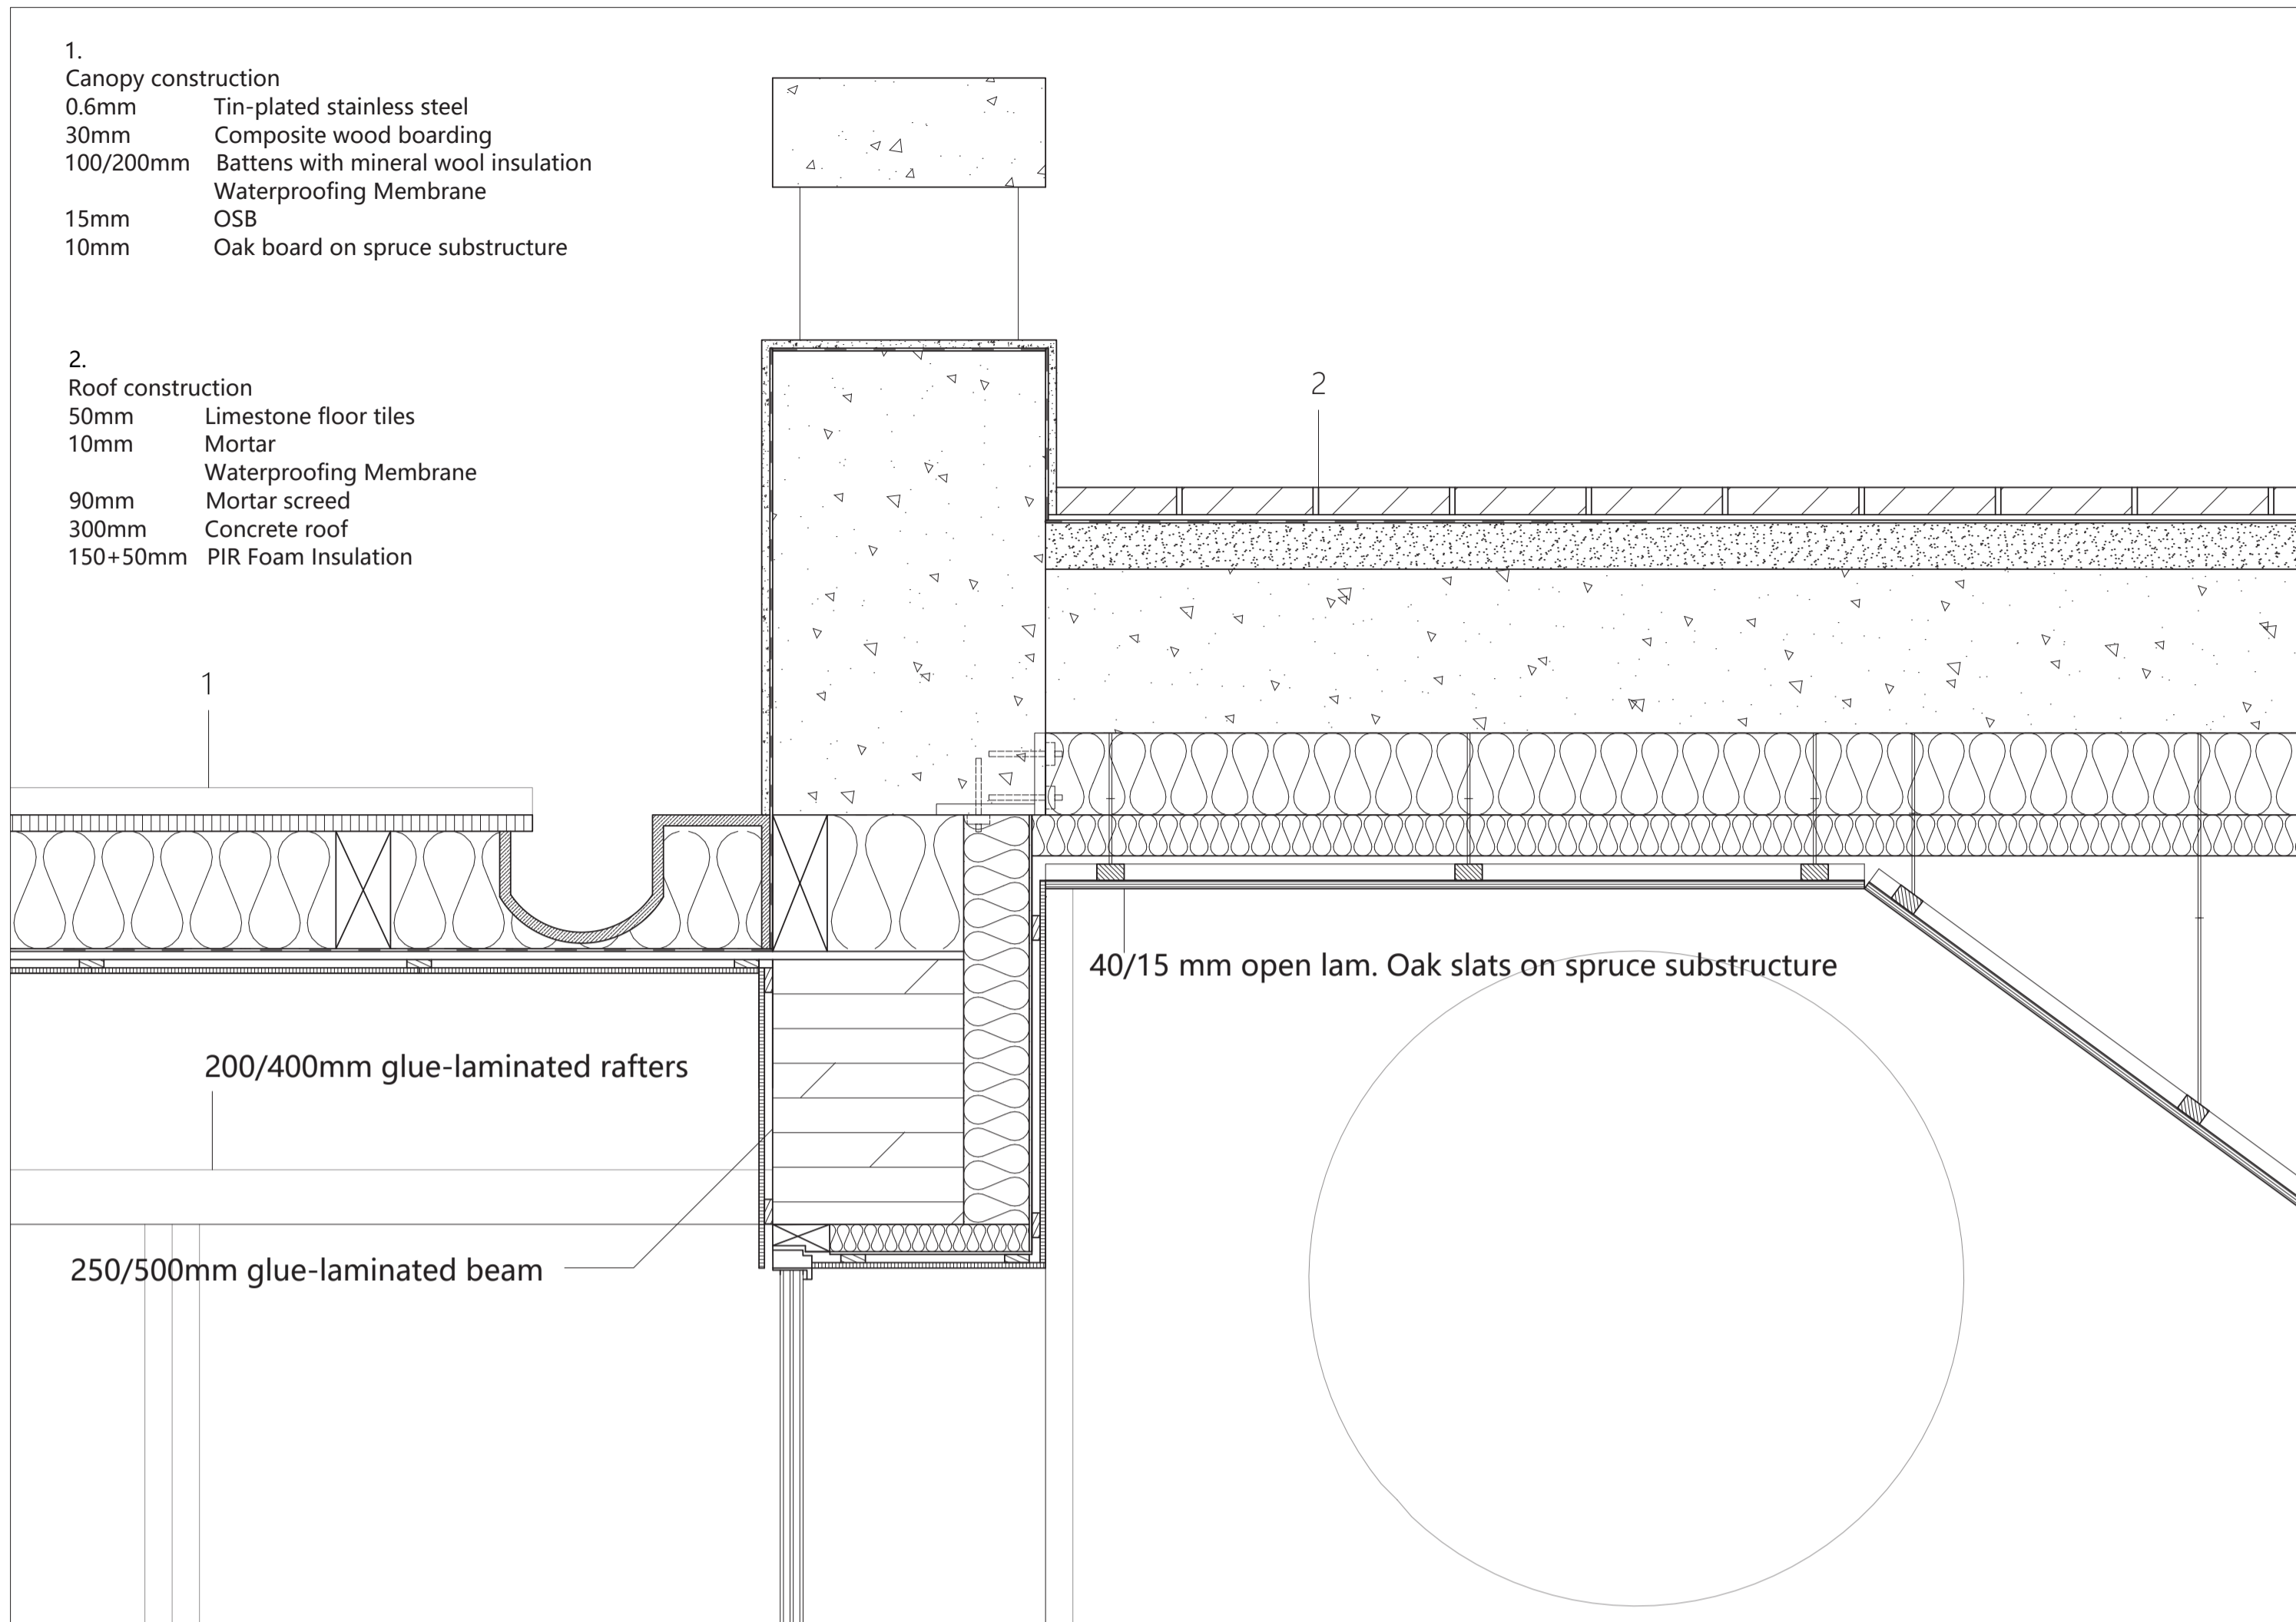 1.
Canopy construction
0.6mm Tin-plated stainless steel
30mm Composite wood boarding
100/200mm Battens with mineral wool insulation
Waterproofing Membrane
15mm OSB
10mm Oak board on spruce substructure
2.
Roof construction
50mm Limestone floor tiles
10mm Mortar
Waterproofing Membrane
90mm Mortar screed
300mm Concrete roof
150+50mm PIR Foam Insulation
2
1
40/15 mm open lam. Oak slats on spruce substructure
200/400mm glue-laminated rafters
250/500mm glue-laminated beam